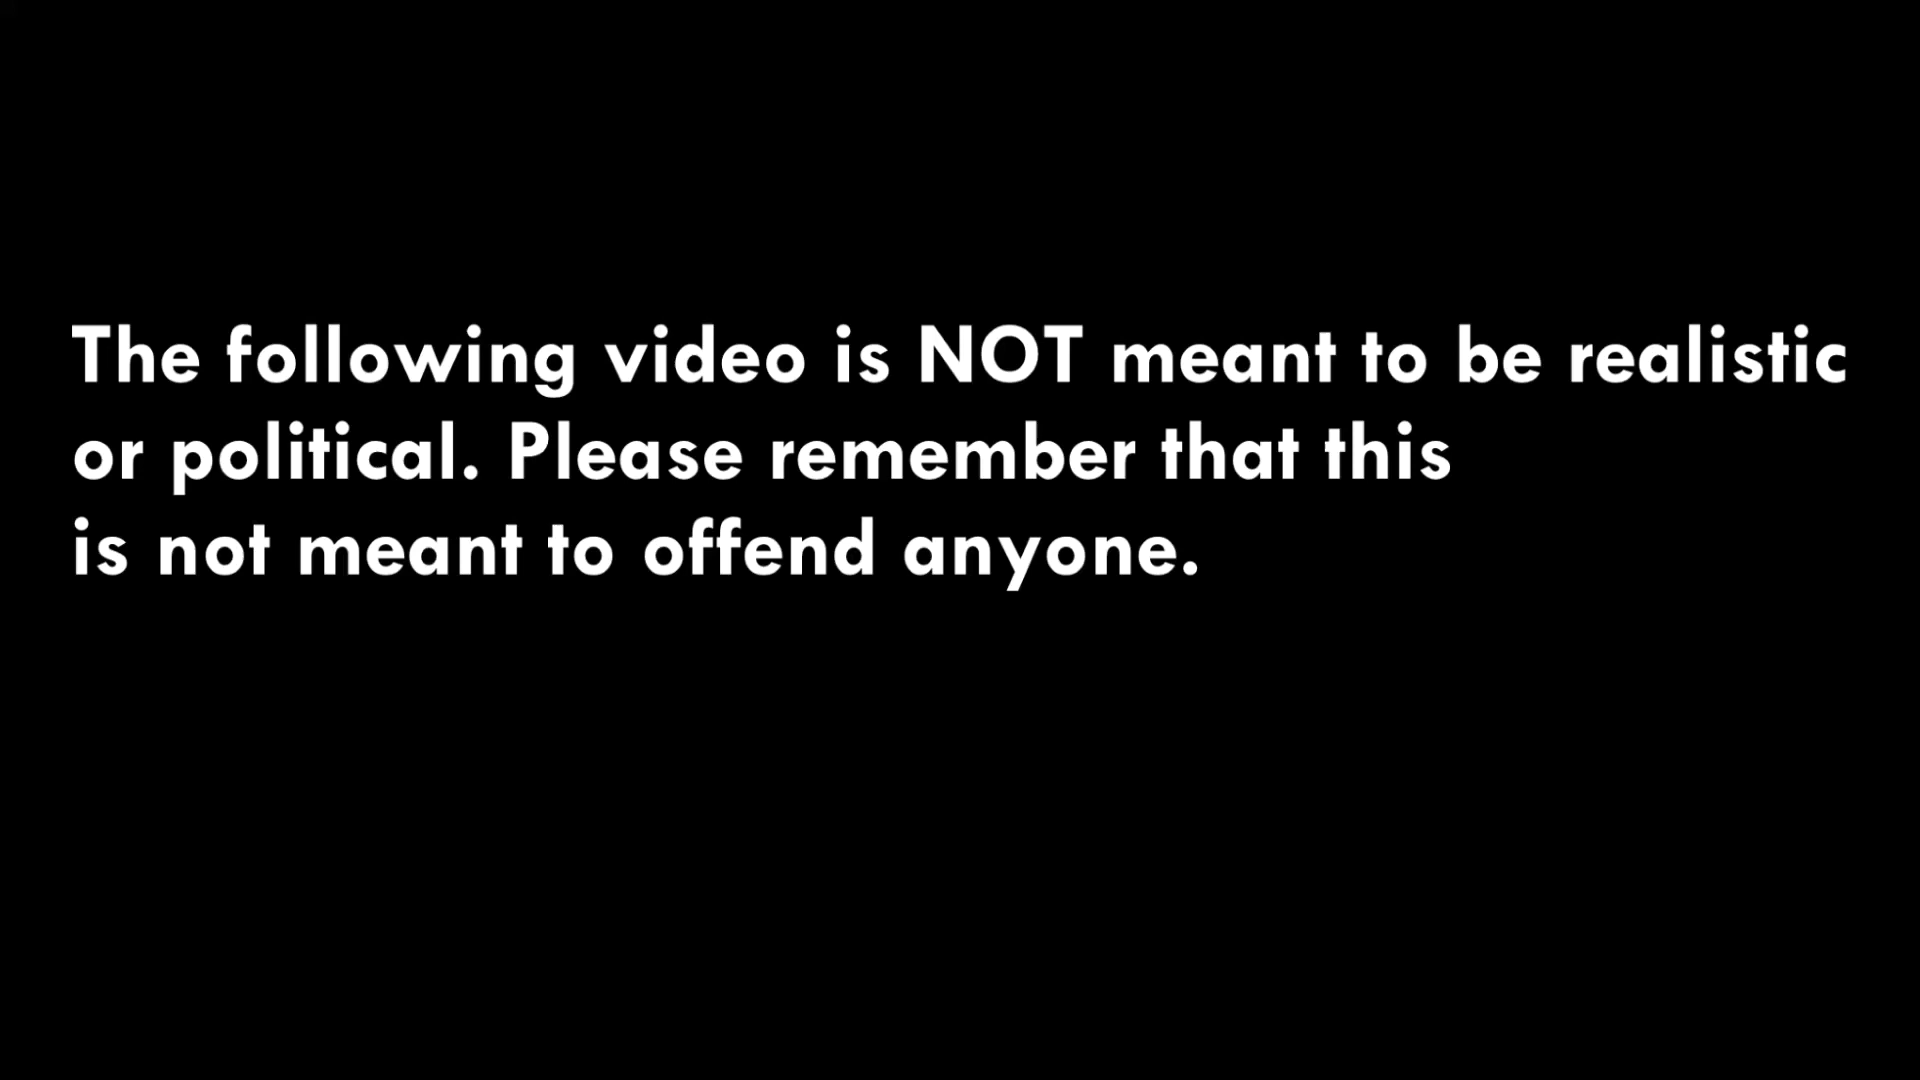 The following video is NOT meant to be realistic
or political. Please remember that this
is not meant to offend anyone.